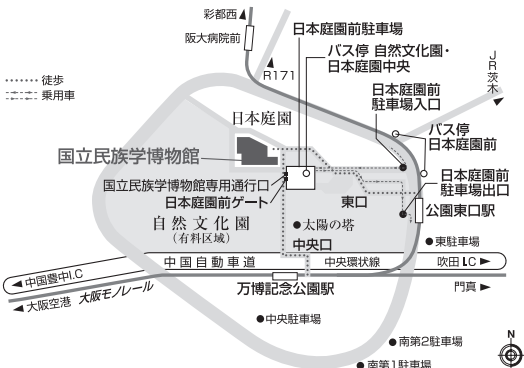 彩都西
阪大病院前
日本庭園前駐車場
バス停 自然文化園・
日本庭園中央
R171
JR茨木
徒歩
乗用車
日本庭園前
駐車場入口
日本庭園
バス停
日本庭園前
国立民族学博物館
国立民族学博物館専用通行口
日本庭園前ゲート
日本庭園前
駐車場出口
東口
公園東口駅
自然文化園
(有料区域)
太陽の塔
中央口
東駐車場
中国自動車道
中央環状線
吹田I.C
中国豊中I.C
大阪空港
大阪モノレール
万博記念公園駅
門真
中央駐車場
南第2駐車場
南第1駐車場
N